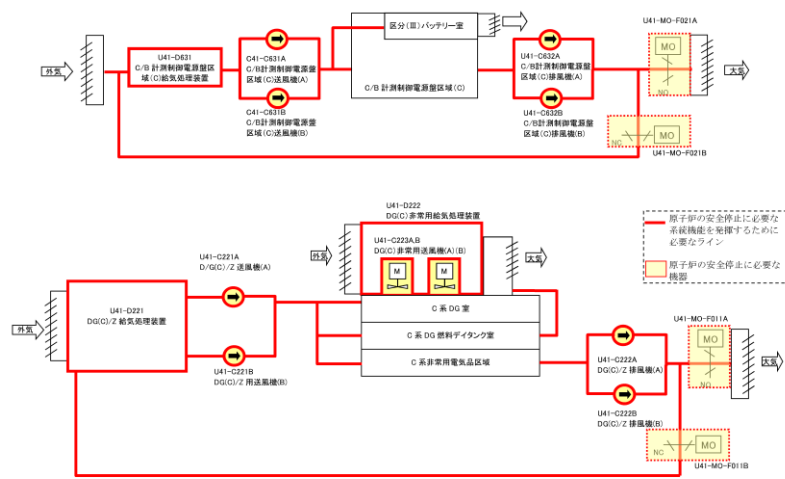 区分(Ⅲ)バッテリー室
U41-MO-F021A
MO
NO
外気
U41-D631
C/B 計測制御電源盤区
域(C)給気処理装置
C41-C631A
C/B計測制御電源盤
区域(C)送風機(A)
C/B 計測制御電源盤区域(C)
U41-C632A
C/B計測制御電源盤
区域(C)排風機(A)
大気
C41-C631B
C/B計測制御電源盤
区域(C)送風機(B)
U41-C632B
C/B計測制御電源盤
区域(C)排風機(B)
NC
MO
U41-MO-F021B
U41-D222
DG(C)非常用給気処理装置
外気
U41-C223A,B
DG(C)非常用送風機(A)(B)
M
M
大気
原子炉の安全停止に必要な
系統機能を発揮するために
必要なライン
原子炉の安全停止に必要な
機器
U41-C221A
D/G(C)/Z 送風機(A)
外気
U41-D221
DG(C)/Z 給気処理装置
C系DG室
C系DG燃料デイタンク室
C系非常用電気品区域
U41-C221B
DG(C)/Z 用送風機(B)
U41-MO-F011A
MO
NO
大気
U41-C222A
DG(C)/Z 排風機(A)
U41-C222B
DG(C)/Z 排風機(B)
NC
MO
U41-MO-F011B